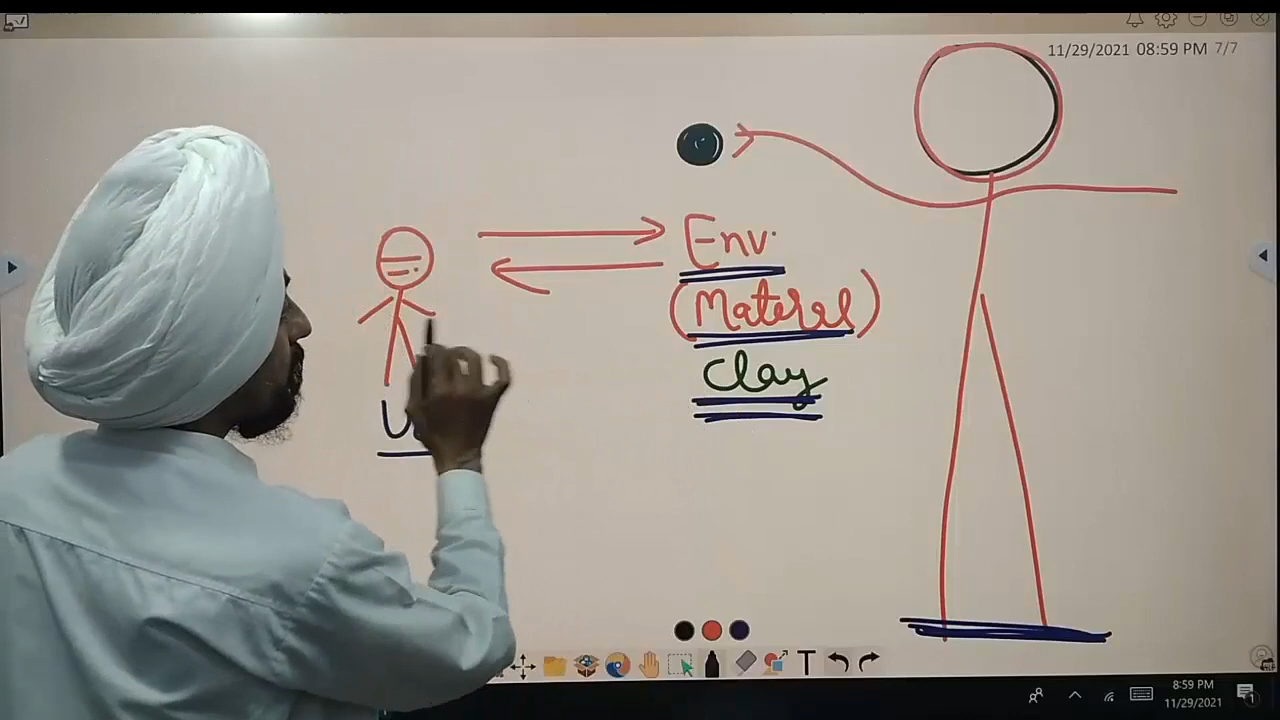 11/29/2021 08:59 PM 7/7
Env.
(Materel)
Clay
U
T
8:59 PM
11/29/2021